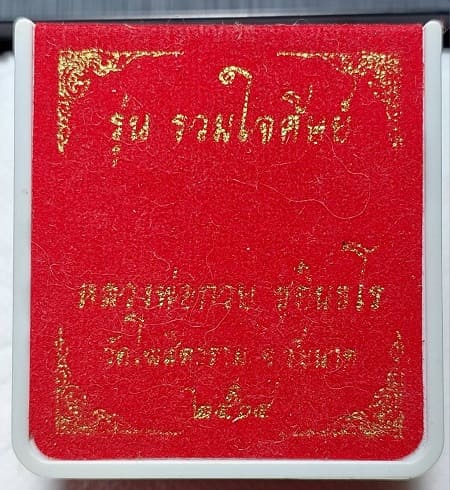 รุ่น รวมใจศิษย์
หลวงพ่อกวย ชุตินธโร
วัดโฆสิตาราม จ.ชัยนาท